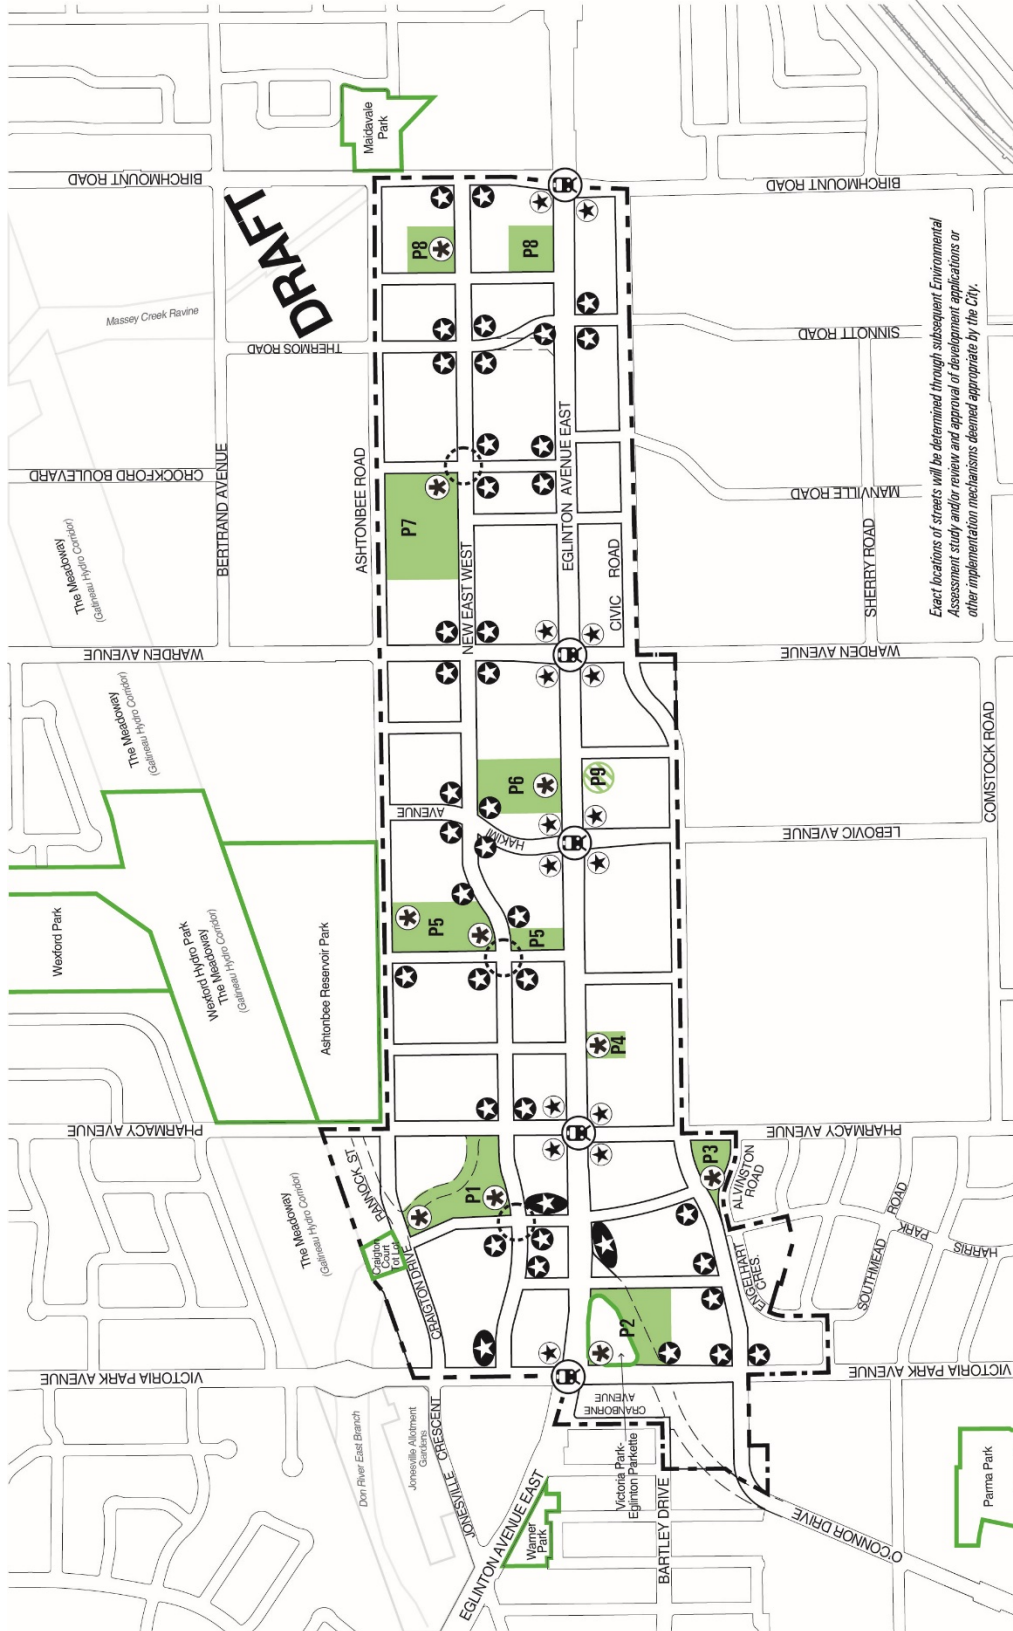 BIRCHMOUNT ROAD
Maidavale
Park
BIRCHMOUNT ROAD
DRAFT
Massey Creek Ravine
THERMOS ROAD
P8
P8
SINNOTT ROAD
CROCKFORD BOULEVARD
BERTRAND AVENUE
ASHTONBEE ROAD
P7
NEW EAST WEST
EGLINTON AVENUE EAST
CIVIC ROAD
MANVILLE ROAD
SHERRY ROAD
The Meadoway
(Gatineau Hydro Corridor)
WARDEN AVENUE
WARDEN AVENUE
The Meadoway
(Gatineau Hydro Corridor)
P6
P9
HAKIMI
AVENUE
LEBOVIC AVENUE
COMSTOCK ROAD
Wexford Park
Wexford Hydro Park
The Meadoway
(Gatineau Hydro Corridor)
Ashtonbee Reservoir Park
P5
P5
P4
PHARMACY AVENUE
PHARMACY AVENUE
The Meadoway
(Gatineau Hydro Corridor)
RANNOCK ST
Craigton
Court
Tot Lot
CRAIGTON DRIVE
P1
P3
ALVINSTON
ROAD
ENGELHART
CRES.
SOUTHMEAD
ROAD
PARK
HARRIS
P2
VICTORIA PARK AVENUE
VICTORIA PARK AVENUE
CRANBORNE
AVENUE
Don River East Branch
Jonesville Allotment
Gardens
JONESVILLE CRESCENT
Victoria Park-
Eglinton Parkette
EGLINTON AVENUE EAST
Warner
Park
BARTLEY DRIVE
O'CONNOR DRIVE
Parma Park
Exact locations of streets will be determined through subsequent Environmental
Assessment study and/or review and approval of development applications or
other implementation mechanisms deemed appropriate by the City.